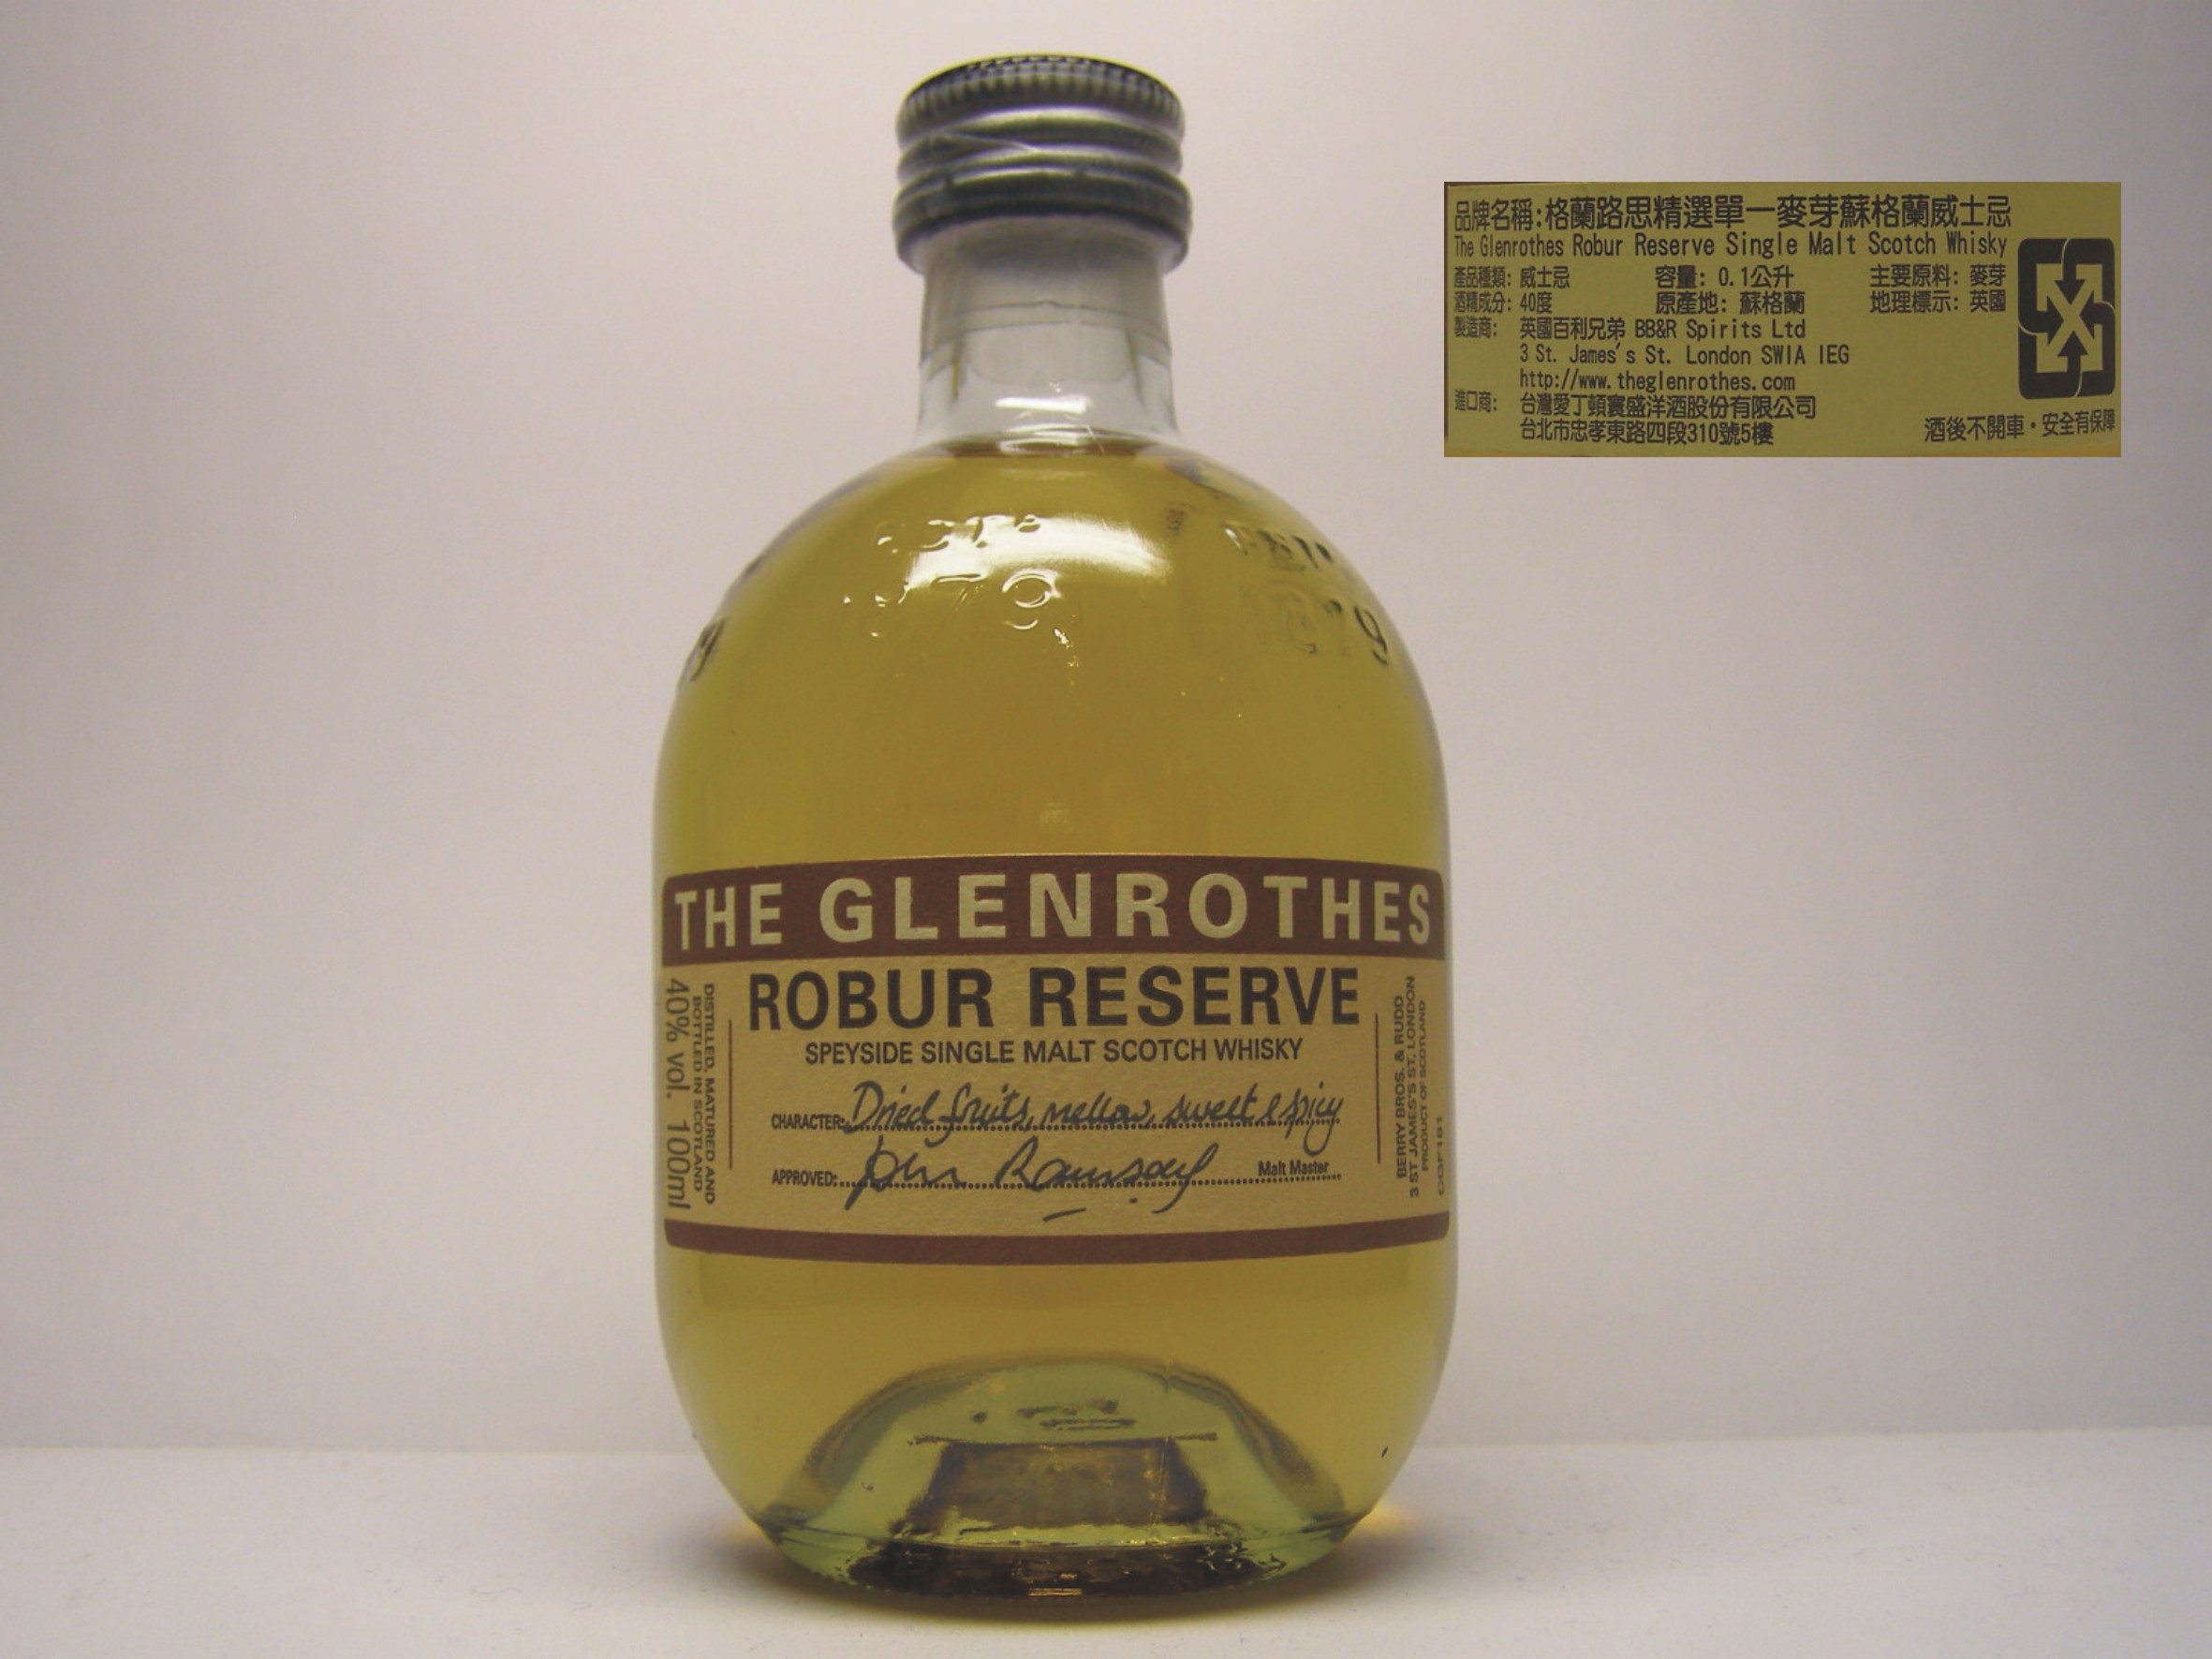 品牌名稱:格蘭路思精選單一麥芽蘇格蘭威士忌
The Glenrothes Robur Reserve Single Malt Scotch Whisky
產品種類: 威士忌 容量: 0.1公升 主要原料: 麥芽
酒精成分: 40度 原產地: 蘇格蘭 地理標示: 英國
製造商: 英國百利兄弟 BB&R Spirits Ltd
3 St. James's St. London SW1A 1EG
http://www.theglenrothes.com
進口商: 台灣愛丁頓寰盛洋酒股份有限公司
台北市忠孝東路四段310號5樓
酒後不開車・安全有保障
1879
THE GLENROTHES
ROBUR RESERVE
SPEYSIDE SINGLE MALT SCOTCH WHISKY
CHARACTER: Dried fruits, mellow, sweet & spicy
APPROVED: John Ramsay Malt Master
DISTILLED, MATURED AND
BOTTLED IN SCOTLAND
40% vol. 100ml
BERRY BROS. & RUDD
3 ST JAMES'S ST, LONDON
PRODUCT OF SCOTLAND